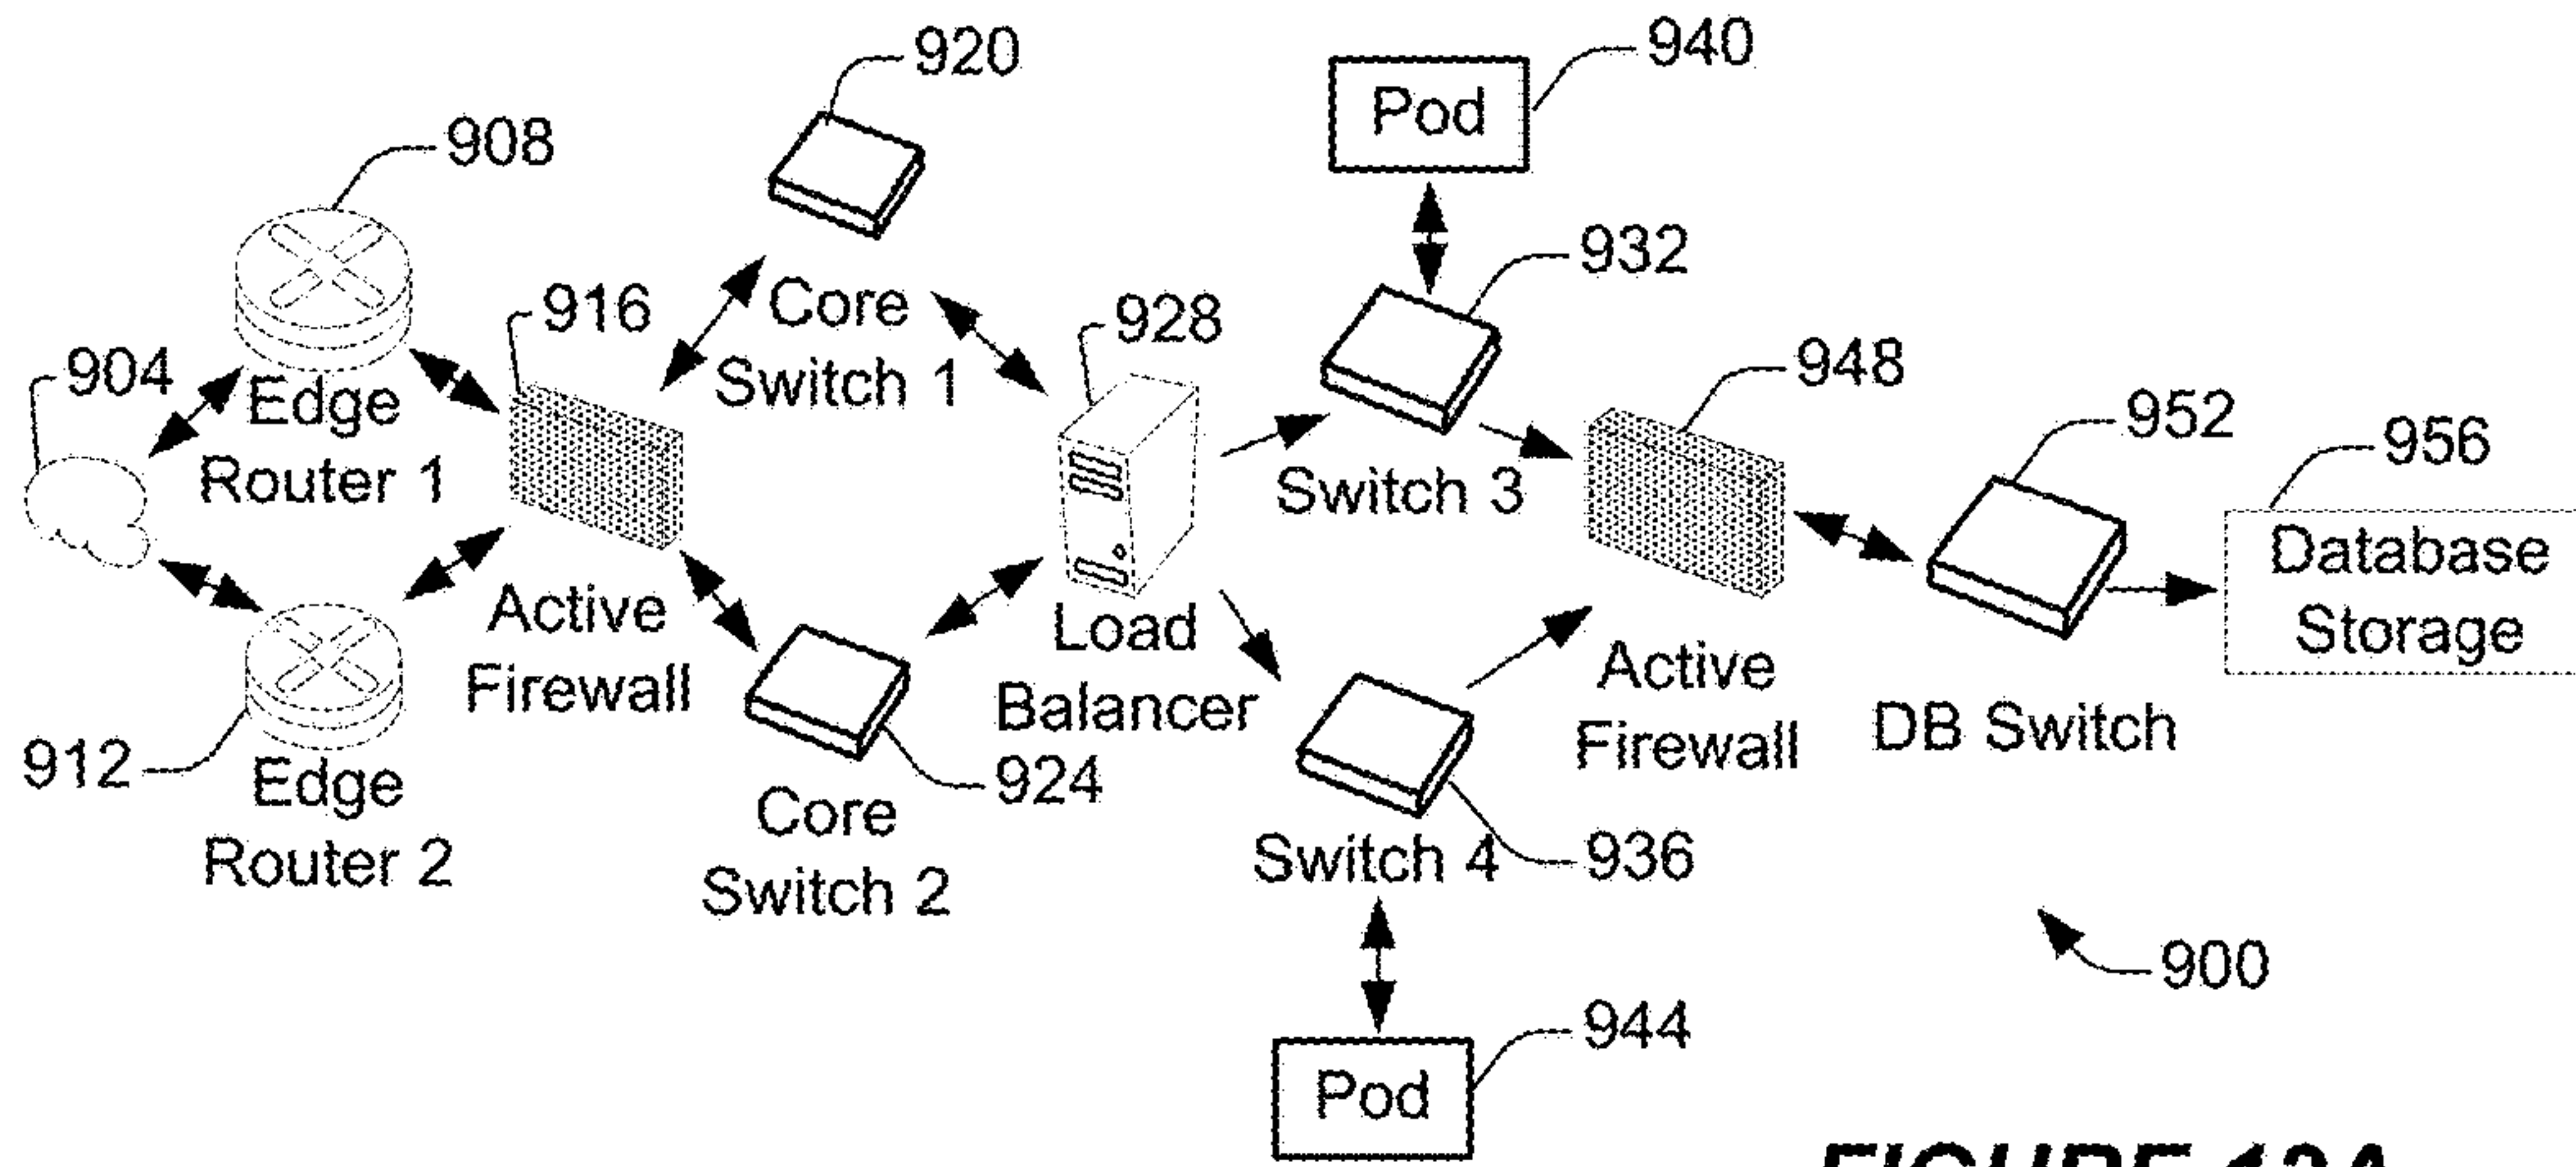 920
940
Pod
908
932
916
Core
Switch 1
928
948
904
Edge
Router 1
952
956
Switch 3
Database
Storage
Active
Firewall
Load
Balancer
Active
Firewall
DB Switch
912
Edge
Router 2
924
Core
Switch 2
Switch 4
936
900
944
Pod